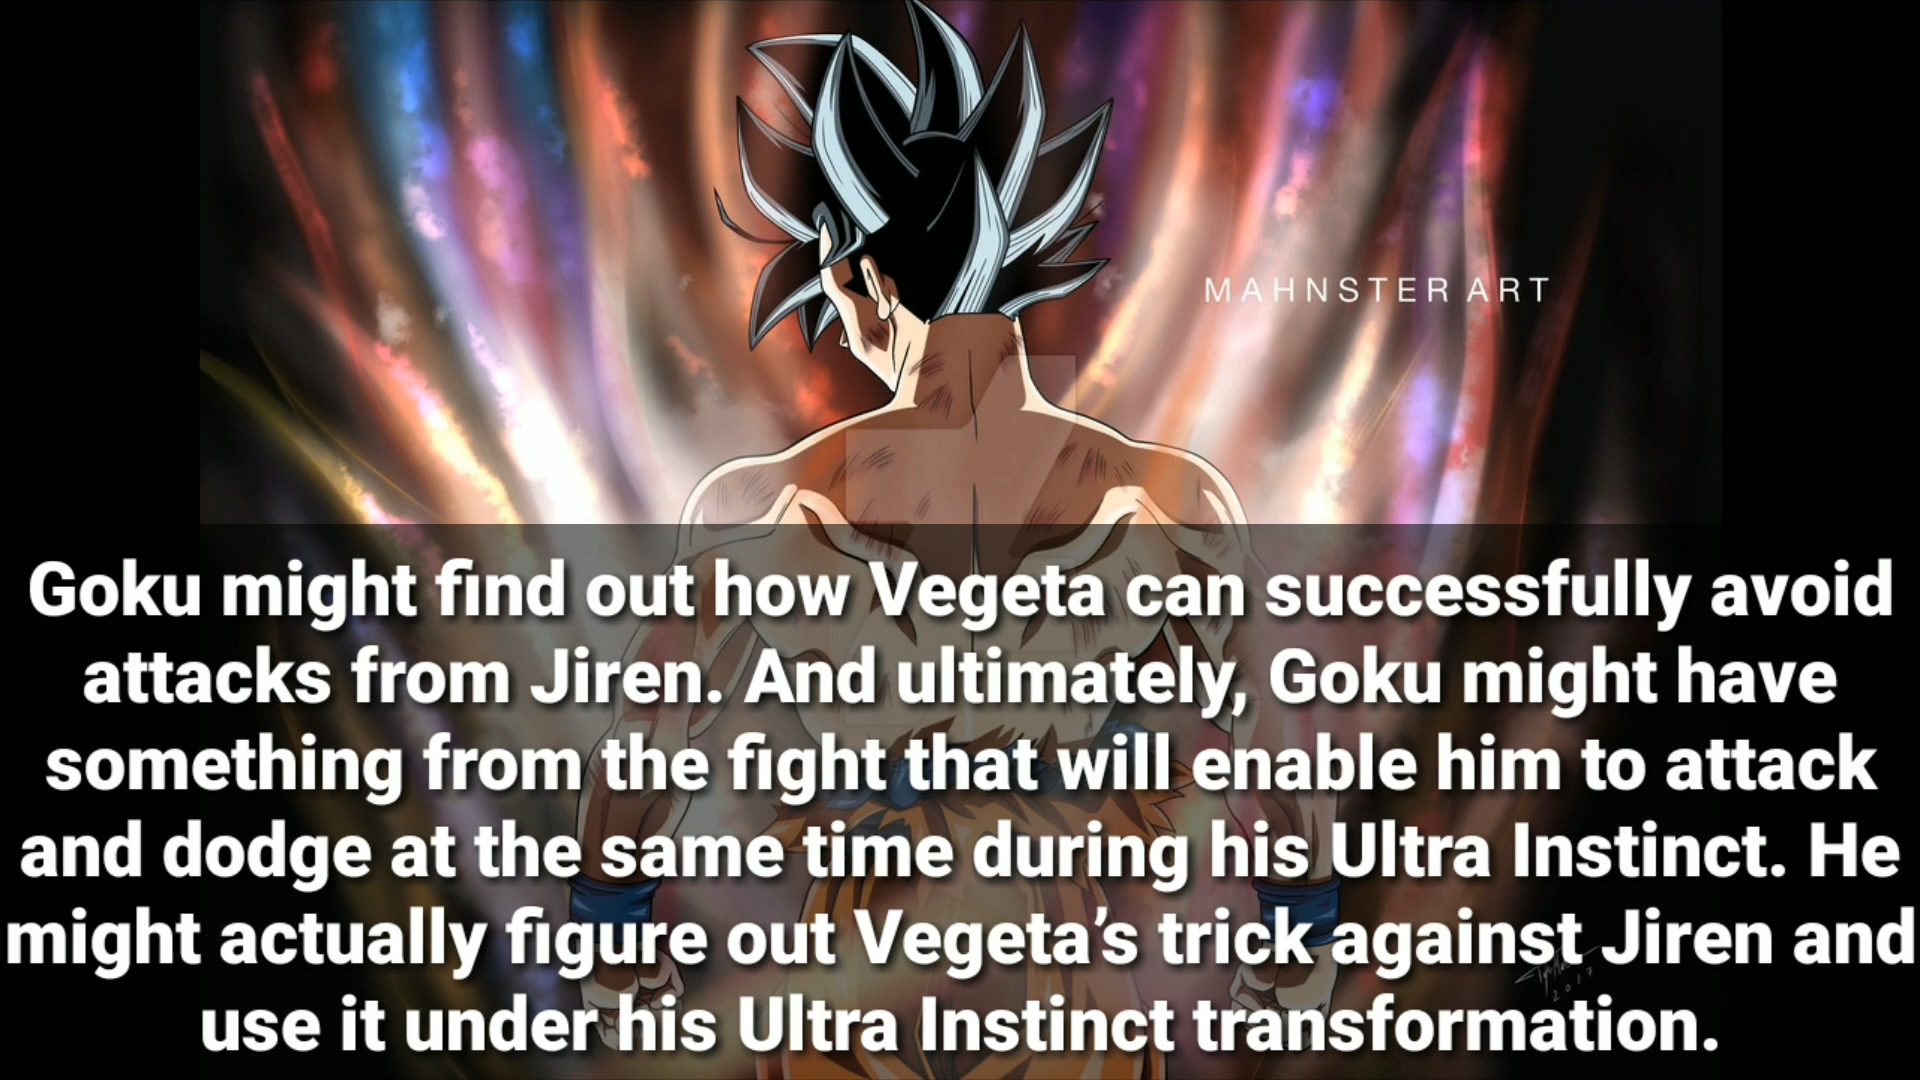 MAHNSTER ART
Goku might find out how Vegeta can successfully avoid
attacks from Jiren. And ultimately, Goku might have
something from the fight that will enable him to attack
and dodge at the same time during his Ultra Instinct. He
might actually figure out Vegeta’s trick against Jiren and
use it under his Ultra Instinct transformation.
2017